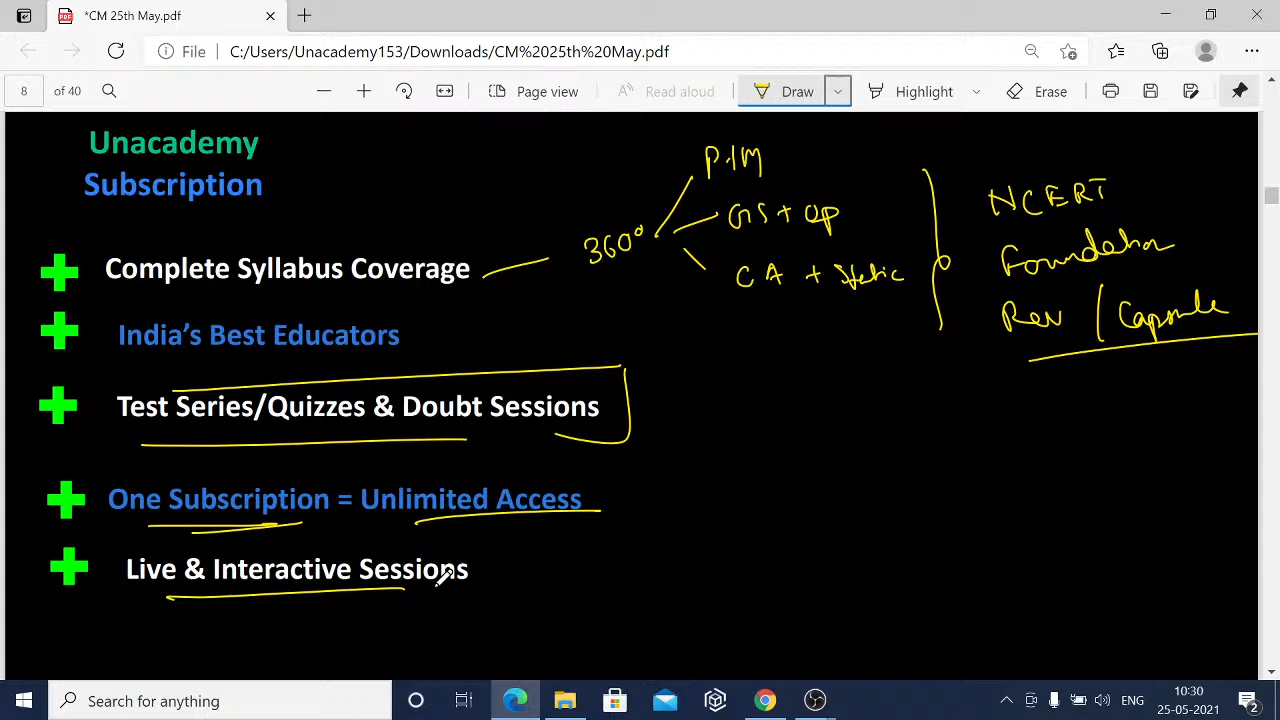 *CM 25th May.pdf
File
C:/Users/Unacademy153/Downloads/CM%2025th%20May.pdf
8 of 40
Page view
Read aloud
Draw
Highlight
Erase
Unacademy
Subscription
Complete Syllabus Coverage
360°
GS + Op
CA + Static
NCERT
Foundation
Rev / Capsule
India's Best Educators
Test Series/Quizzes & Doubt Sessions
One Subscription = Unlimited Access
Live & Interactive Sessions
Search for anything
ENG
10:30
25-05-2021
2